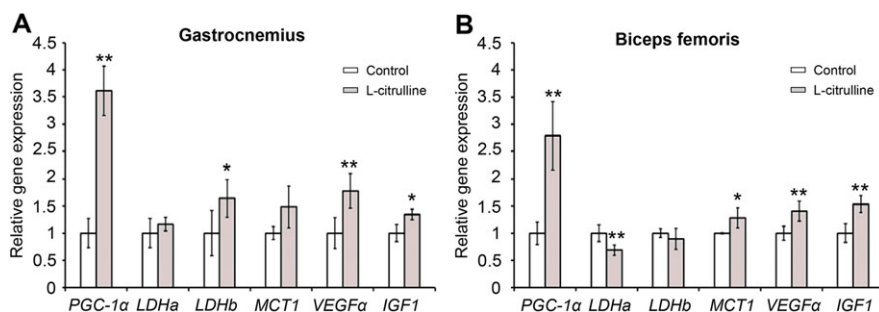 A
Gastrocnemius
Relative gene expression
4.5
4
3.5
3
2.5
2
1.5
1
0.5
0
Control
L-citrulline
**
*
**
*
PGC-1α LDHa LDHb MCT1 VEGFα IGF1
B
Biceps femoris
Relative gene expression
4.5
4
3.5
3
2.5
2
1.5
1
0.5
0
Control
L-citrulline
**
**
*
**
**
PGC-1α LDHa LDHb MCT1 VEGFα IGF1